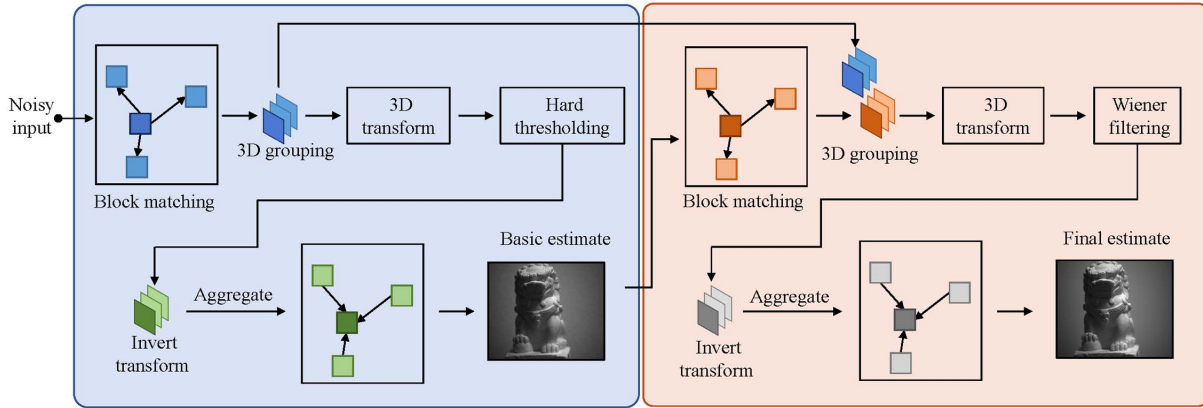 Noisy
input
Block matching
3D grouping
3D
transform
Hard
thresholding
Invert
transform
Aggregate
Basic estimate
Block matching
3D grouping
3D
transform
Wiener
filtering
Invert
transform
Aggregate
Final estimate